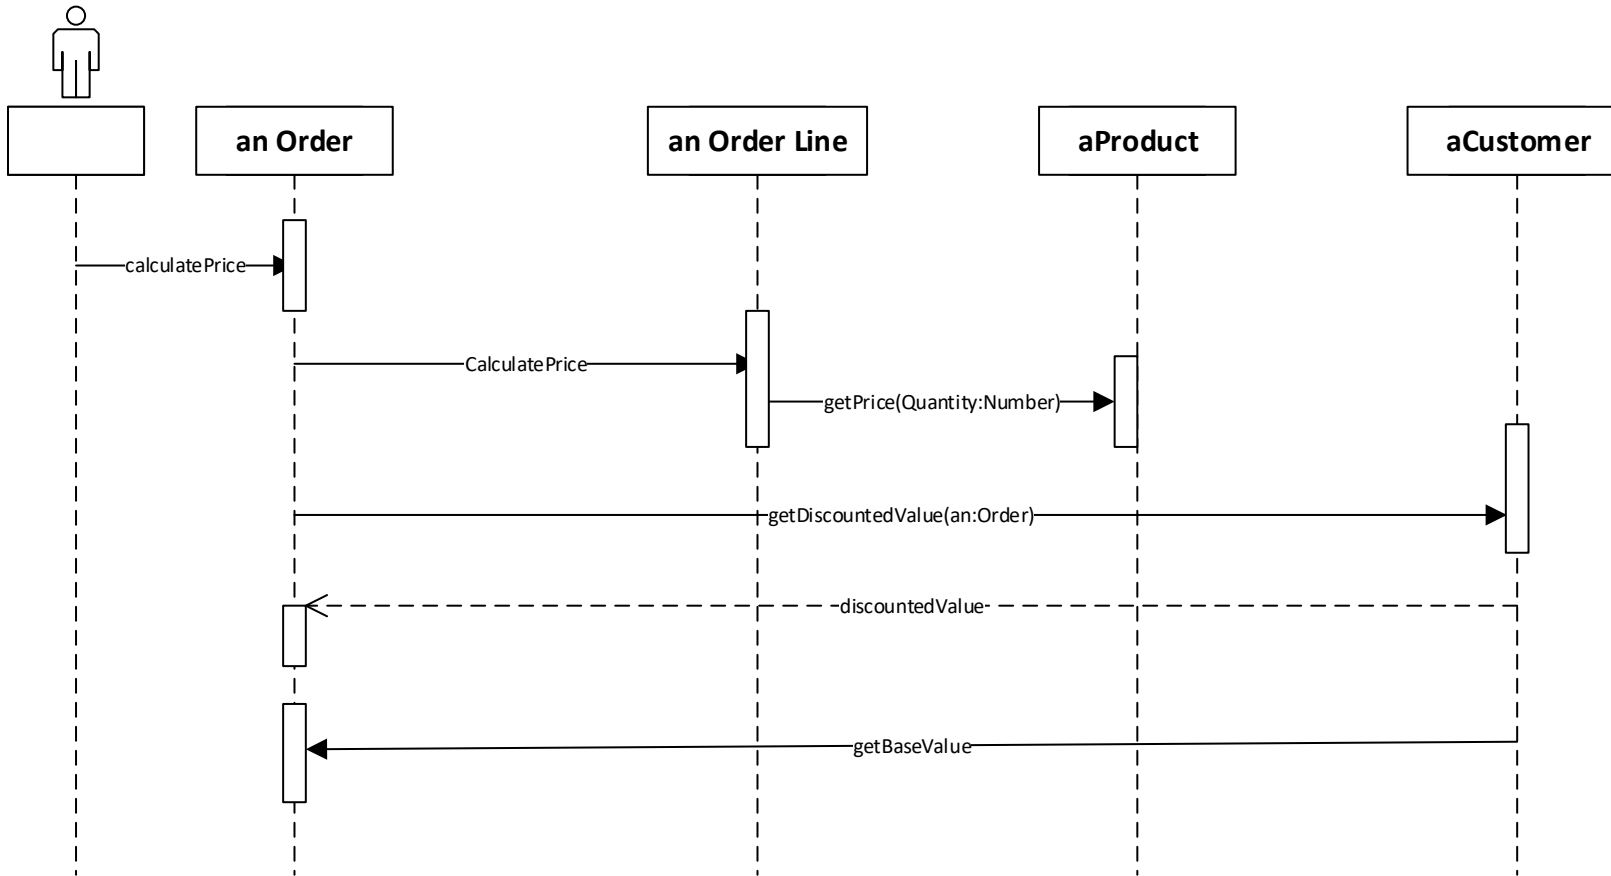 an Order
an Order Line
aProduct
aCustomer
calculatePrice
CalculatePrice
getPrice(Quantity:Number)
getDiscountedValue(an:Order)
discountedValue
getBaseValue